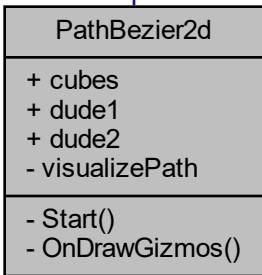 PathBezier2d
+ cubes
+ dude1
+ dude2
- visualizePath
- Start()
- OnDrawGizmos()